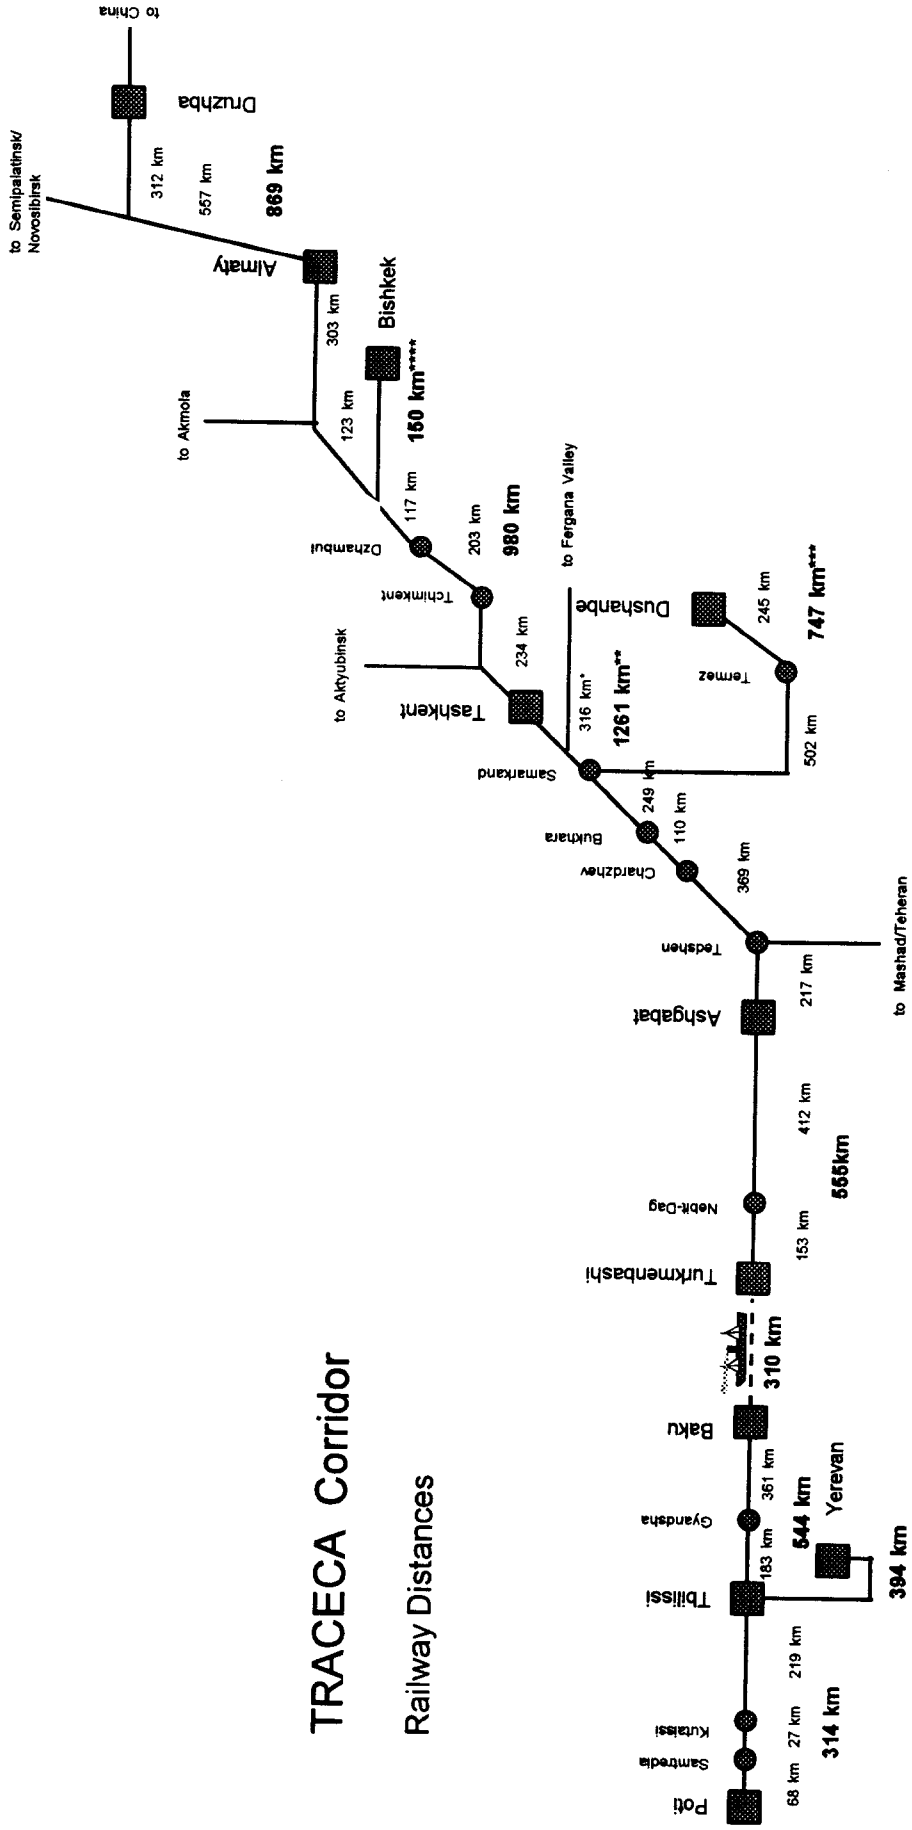 TRACECA Corridor
Railway Distances
to China
to Semipalatinsk/
Novosibirsk
Druzhba
312 km
557 km
869 km
Almaty
303 km
Bishkek
to Akmola
123 km
150 km****
117 km
Dzhambul
203 km
980 km
Tchimkent
to Fergana Valley
to Aktyubinsk
234 km
Dushanbe
245 km
747 km***
Tashkent
316 km*
1261 km**
Termez
502 km
Samarkand
249 km
Bukhara
110 km
Chardzhev
369 km
Tedshen
to Mashad/Teheran
217 km
Ashgabat
412 km
555km
Nebit-Dag
153 km
Turkmenbashi
310 km
Baku
361 km
Gyandsha
544 km
Yerevan
183 km
Tbilissi
394 km
219 km
Kutaissi
27 km
314 km
Samtredia
68 km
Poti